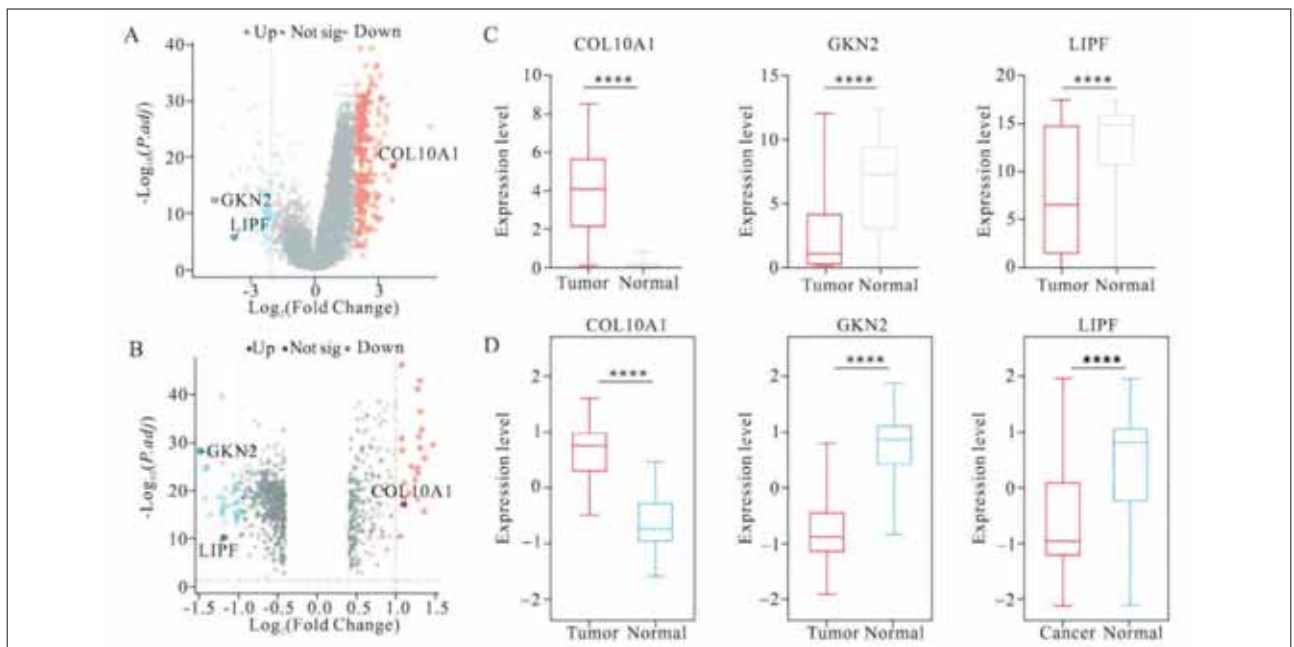 A
Up Not sig Down
-Log₁₀(P.adj)
40
30
20
10
0
COL10A1
GKN2
LIPF
-3 0 3
Log₂(Fold Change)
B
Up Not sig Down
-Log₁₀(P.adj)
40
30
20
10
0
GKN2
COL10A1
LIPF
-1.5 -1.0 -0.5 0.0 0.5 1.0 1.5
Log₂(Fold Change)
C
COL10A1
****
Expression level
10
8
6
4
2
0
Tumor Normal
GKN2
****
Expression level
15
10
5
0
Tumor Normal
LIPF
****
Expression level
20
15
10
5
0
Tumor Normal
D
COL10A1
****
Expression level
2
1
0
−1
−2
Tumor Normal
GKN2
****
Expression level
2
1
0
−1
−2
Tumor Normal
LIPF
****
Expression level
2
1
0
−1
−2
Cancer Normal